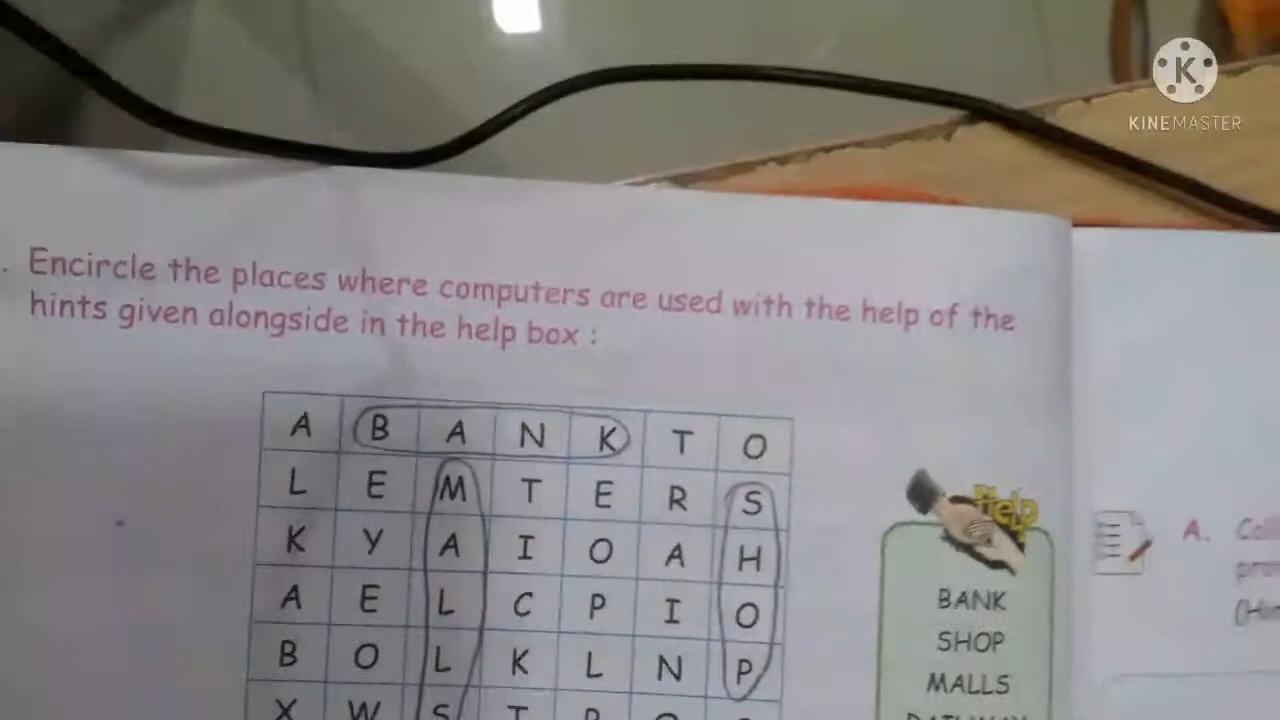 KINEMASTER
Encircle the places where computers are used with the help of the
hints given alongside in the help box :
A B A N K T O
L E M T E R S
K Y A I O A H
A E L C P I O
B O L K L N P
X W S
Help
BANK
SHOP
MALLS
A.